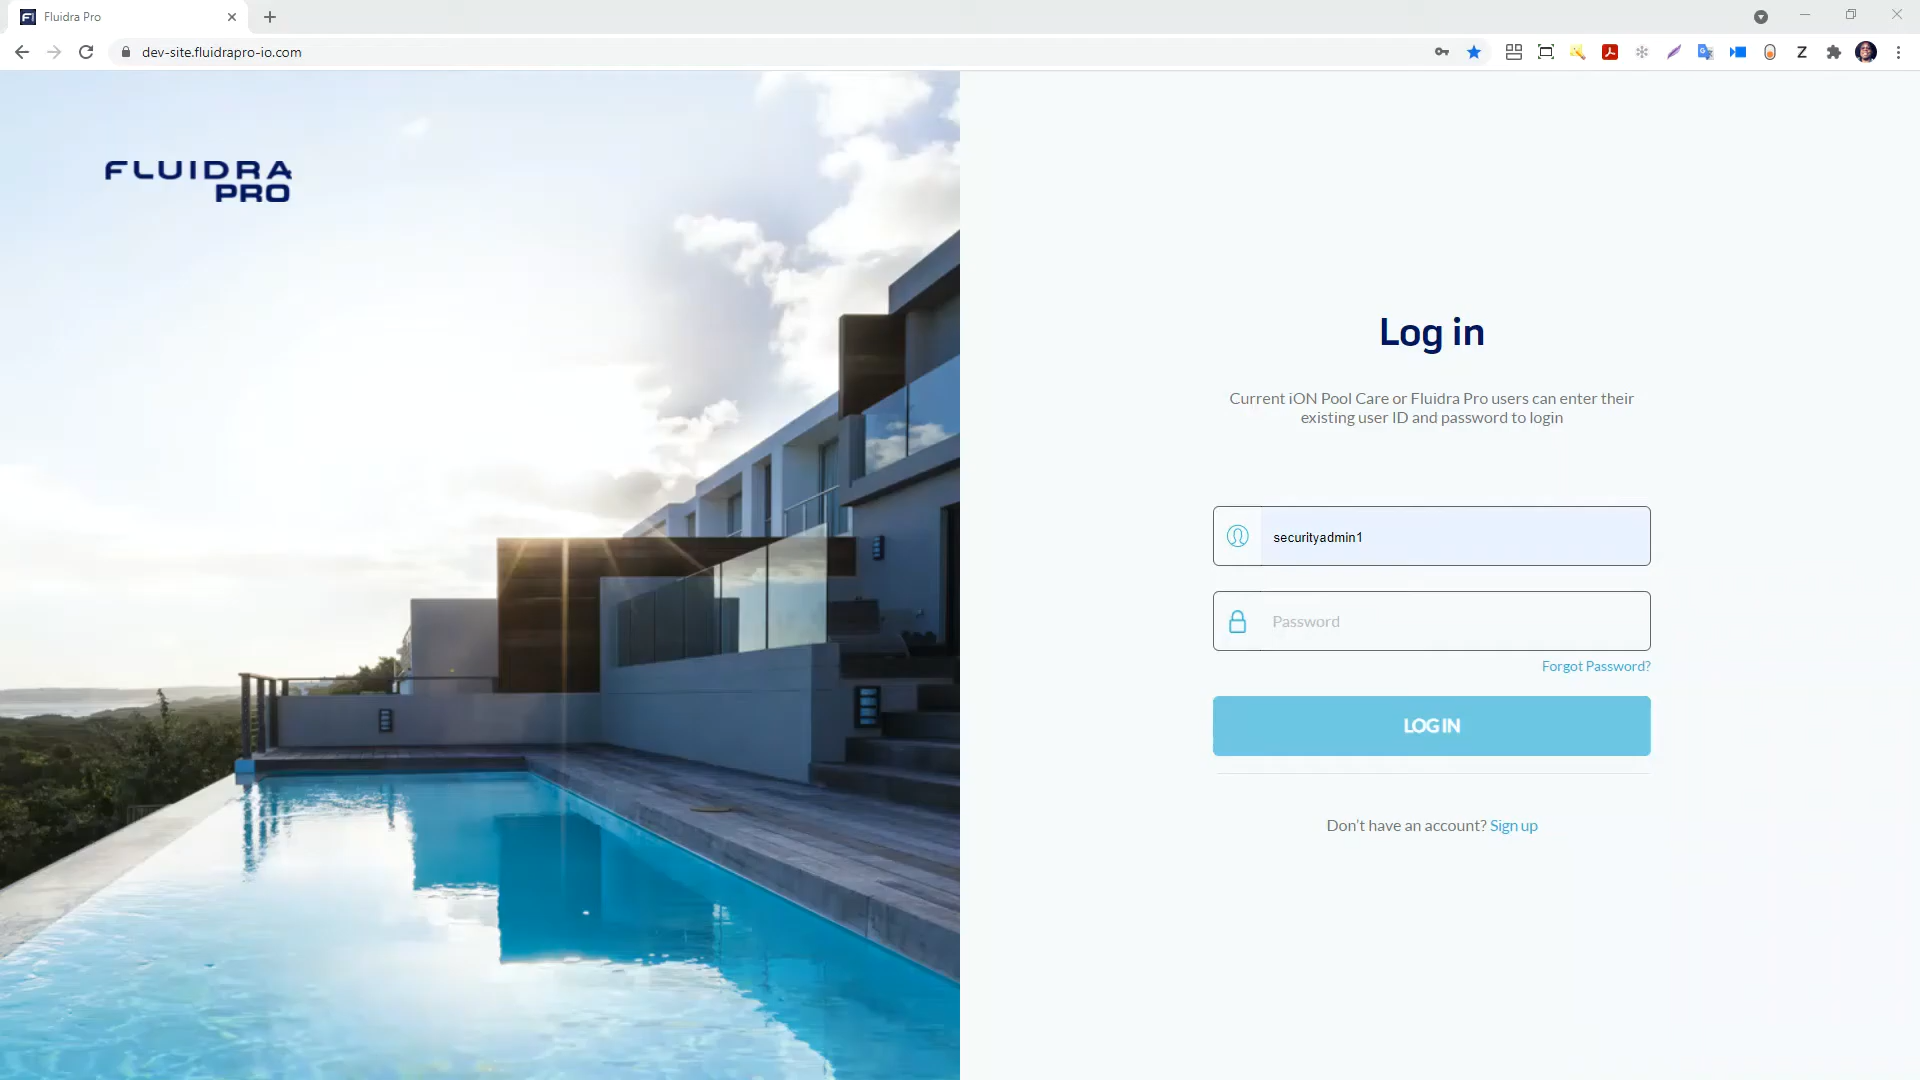 Fluidra Pro
dev-site.fluidrapro-io.com
FLUIDRA
PRO
Log in
Current iON Pool Care or Fluidra Pro users can enter their
existing user ID and password to login
securityadmin1
Password
Forgot Password?
LOG IN
Don't have an account? Sign up